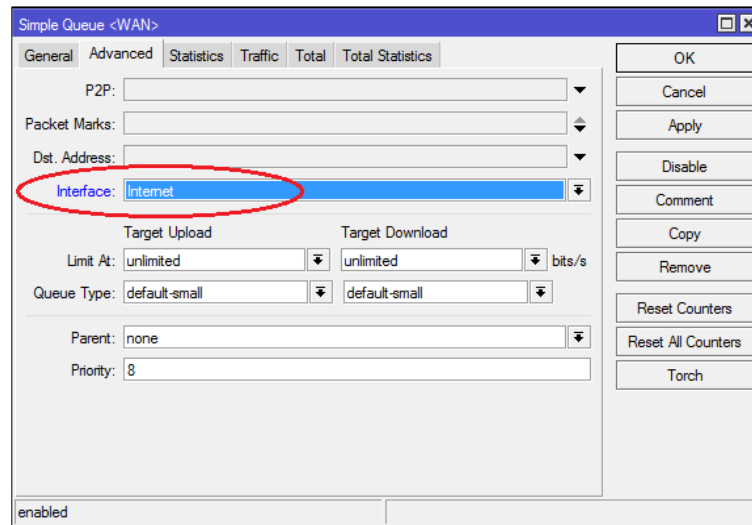 Simple Queue <WAN>
General Advanced Statistics Traffic Total Total Statistics
P2P:
Packet Marks:
Dst. Address:
Interface: Internet
Target Upload Target Download
Limit At: unlimited unlimited bits/s
Queue Type: default-small default-small
Parent: none
Priority: 8
enabled
OK
Cancel
Apply
Disable
Comment
Copy
Remove
Reset Counters
Reset All Counters
Torch